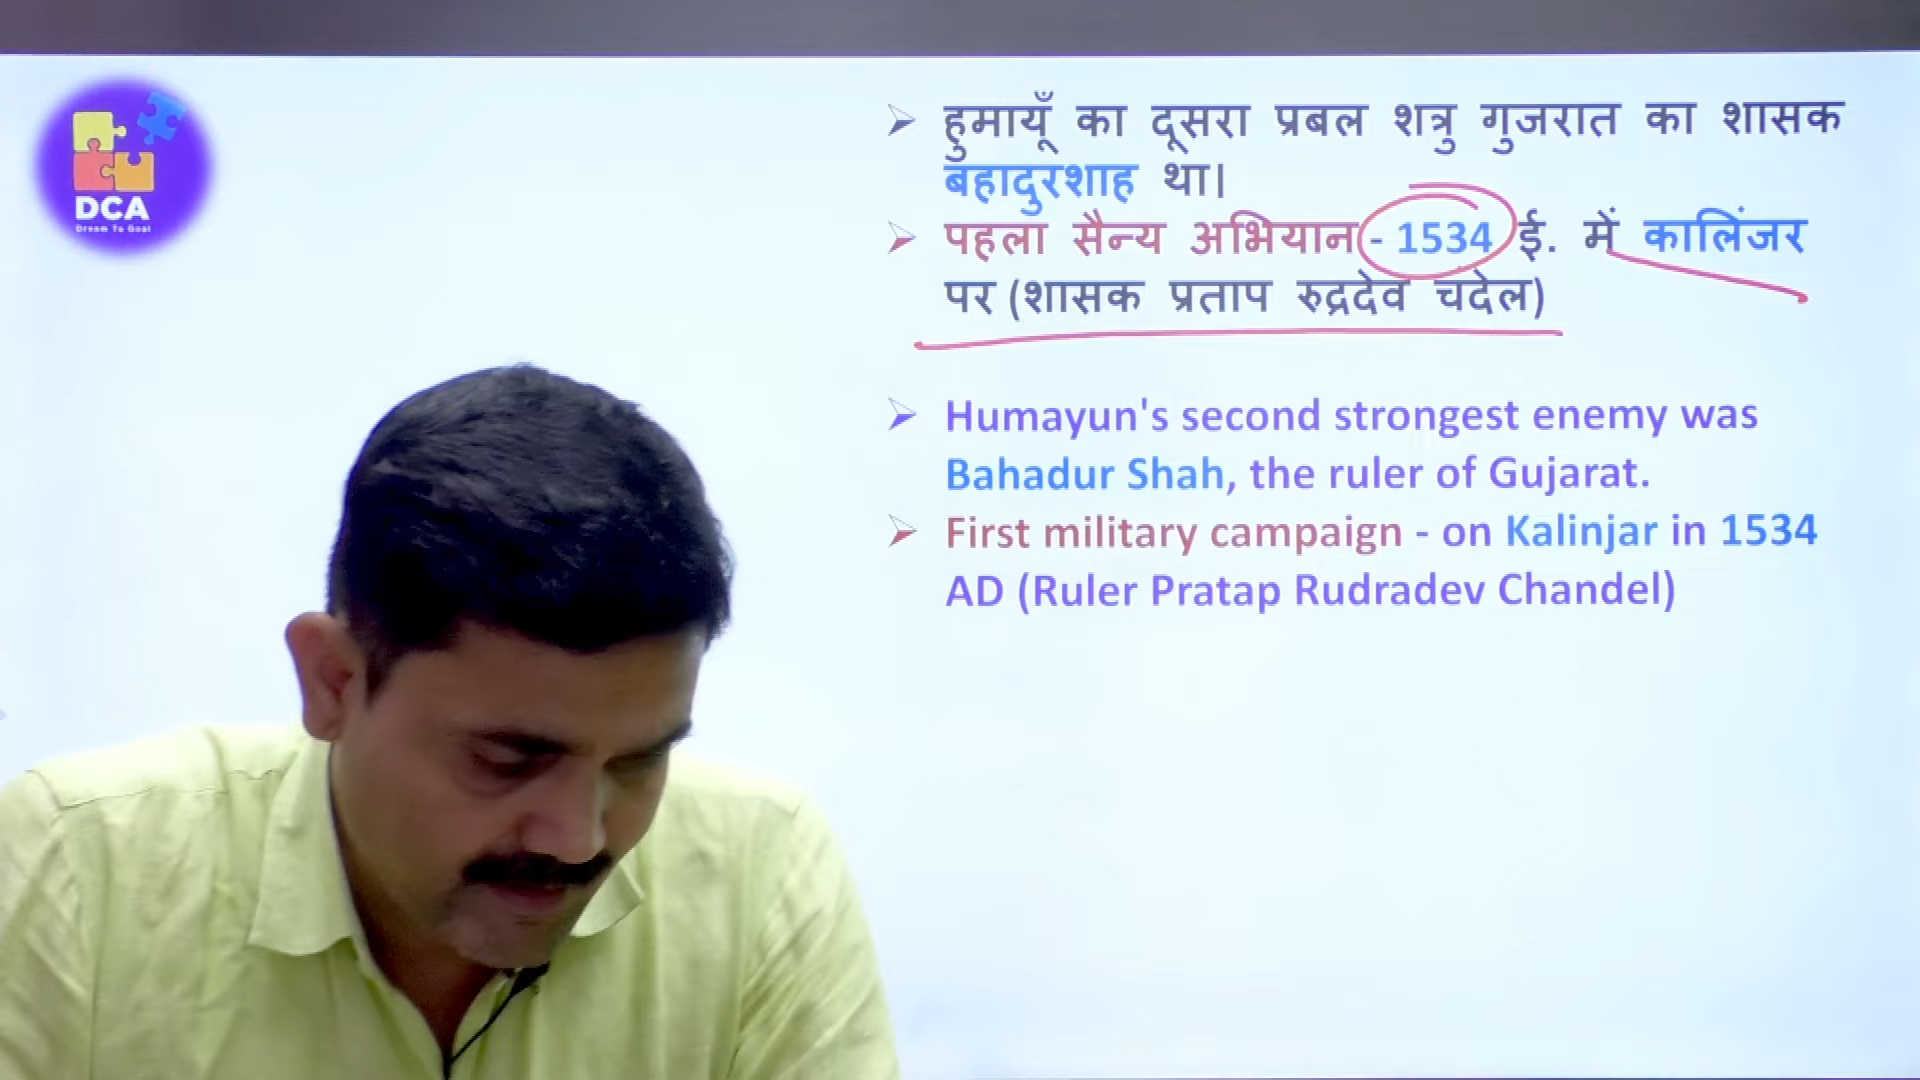 DCA
Dream To Goal
➢ हुमायूँ का दूसरा प्रबल शत्रु गुजरात का शासक
बहादुरशाह था।
➢ पहला सैन्य अभियान - 1534 ई. में कालिंजर
पर (शासक प्रताप रुद्रदेव चंदेल)
➢ Humayun's second strongest enemy was
Bahadur Shah, the ruler of Gujarat.
➢ First military campaign - on Kalinjar in 1534
AD (Ruler Pratap Rudradev Chandel)